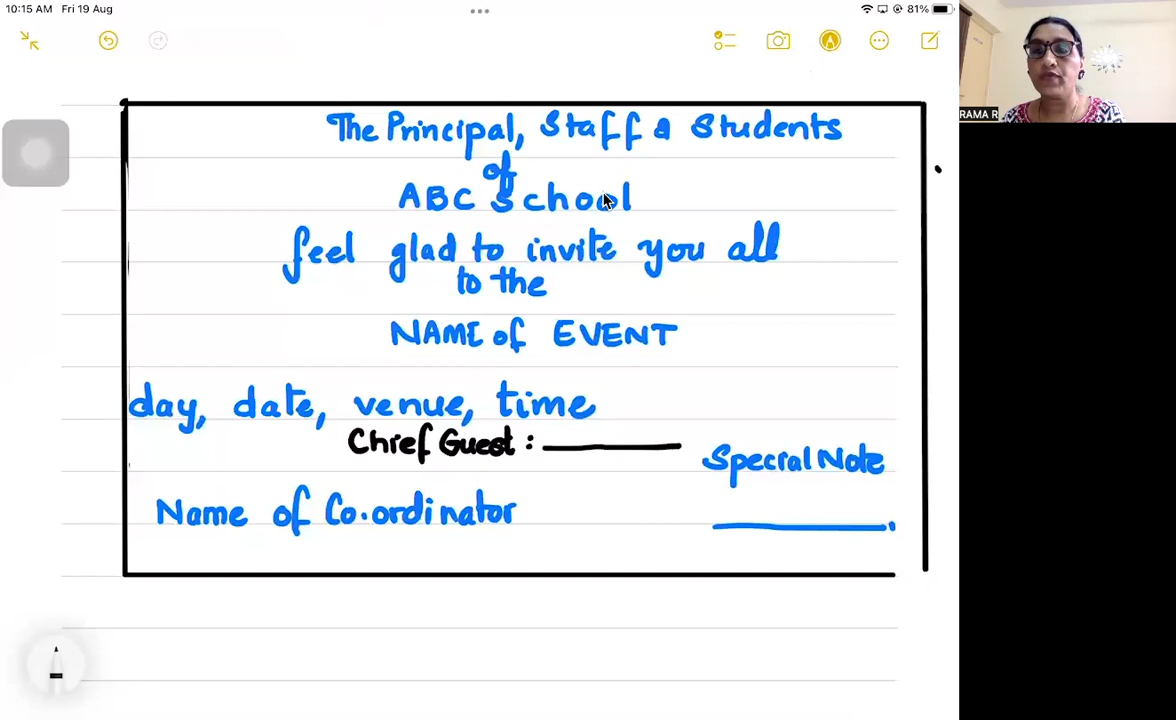 10:15 AM Fri 19 Aug
81%
RAMA R
The Principal, Staff & Students
of
ABC School
feel glad to invite you all
to the
NAME of EVENT
day, date, venue, time
Chief Guest : 
Special Note
Name of Co.ordinator